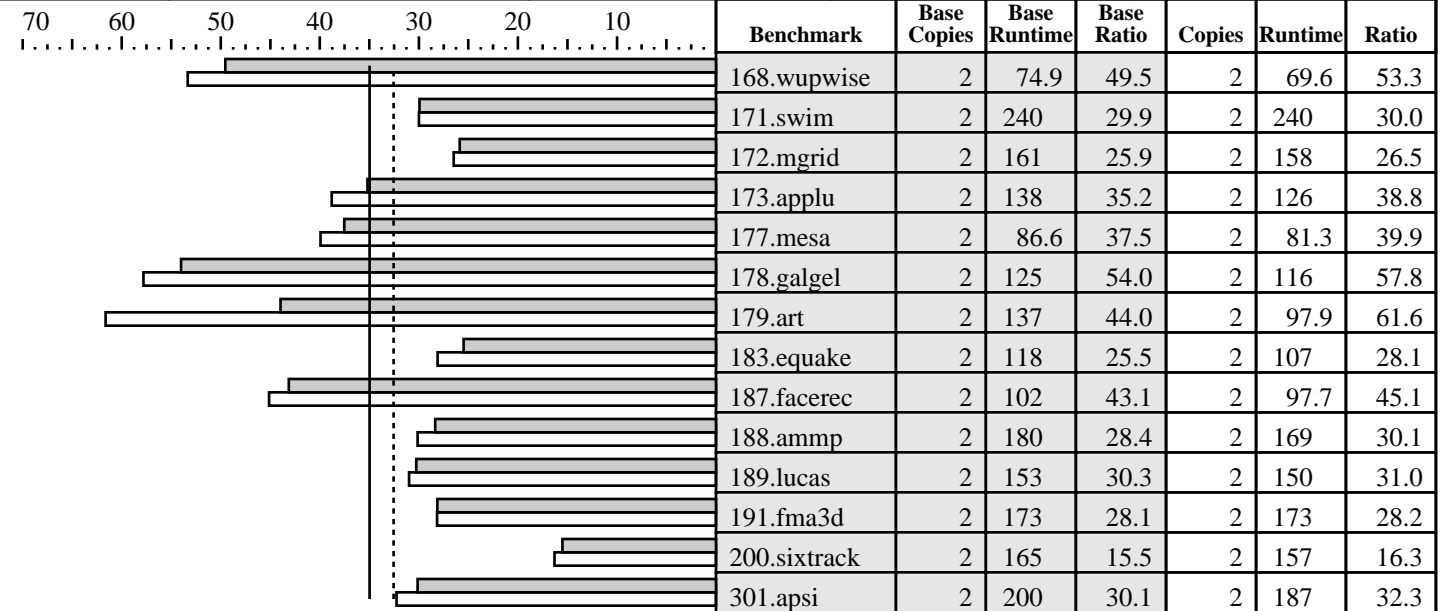 70 60 50 40 30 20 10
Benchmark Base Copies Base Runtime Base Ratio Copies Runtime Ratio
168.wupwise 2 74.9 49.5 2 69.6 53.3
171.swim 2 240 29.9 2 240 30.0
172.mgrid 2 161 25.9 2 158 26.5
173.applu 2 138 35.2 2 126 38.8
177.mesa 2 86.6 37.5 2 81.3 39.9
178.galgel 2 125 54.0 2 116 57.8
179.art 2 137 44.0 2 97.9 61.6
183.equake 2 118 25.5 2 107 28.1
187.facerec 2 102 43.1 2 97.7 45.1
188.ammp 2 180 28.4 2 169 30.1
189.lucas 2 153 30.3 2 150 31.0
191.fma3d 2 173 28.1 2 173 28.2
200.sixtrack 2 165 15.5 2 157 16.3
301.apsi 2 200 30.1 2 187 32.3